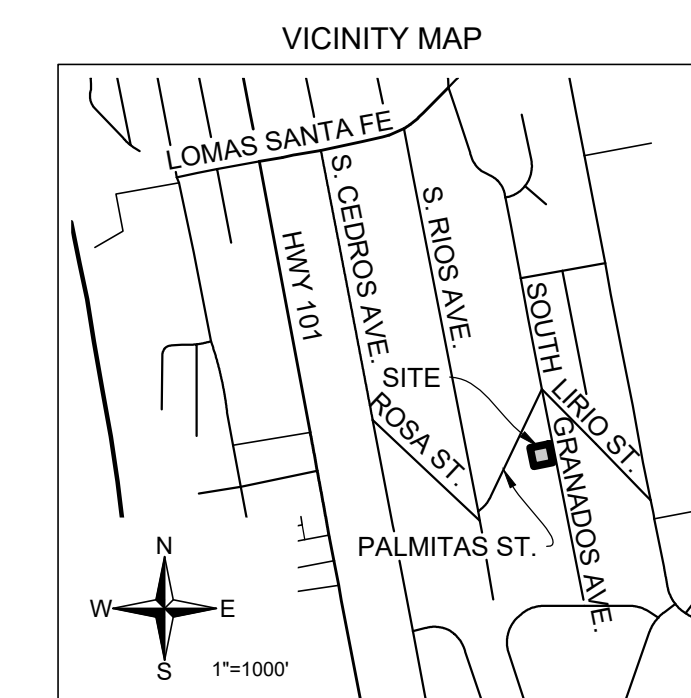 VICINITY MAP
LOMAS SANTA FE
S. CEDROS AVE.
S. RIOS AVE.
HWY 101
SOUTH GRANADOS AVE.
SITE
ROSA ST.
LIRIO ST.
PALMITAS ST.
N
W
E
S
1"=1000'